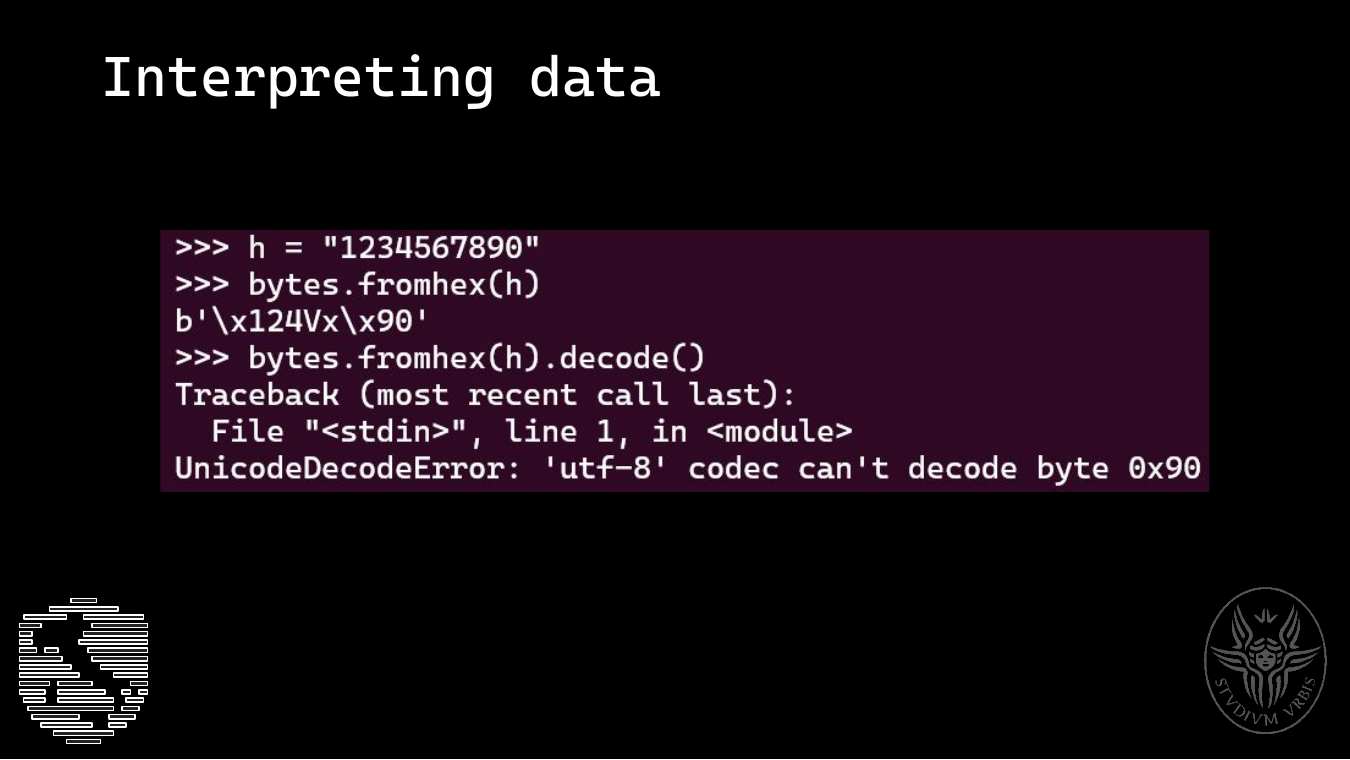 Interpreting data
>>> h = "1234567890"
>>> bytes.fromhex(h)
b'\x124Vx\x90'
>>> bytes.fromhex(h).decode()
Traceback (most recent call last):
  File "<stdin>", line 1, in <module>
UnicodeDecodeError: 'utf-8' codec can't decode byte 0x90
STVDIVM VRBIS